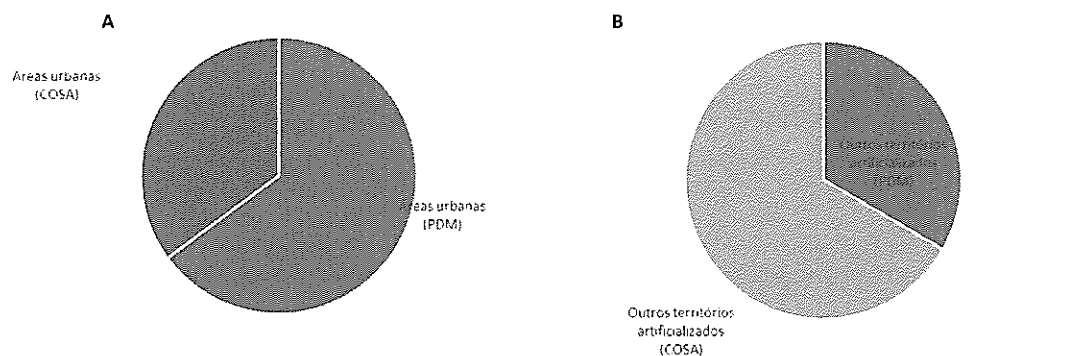 A
B
Áreas urbanas
(COSA)
Áreas urbanas
(PDM)
Outros territórios
artificializados
(PDM)
Outros territórios
artificializados
(COSA)